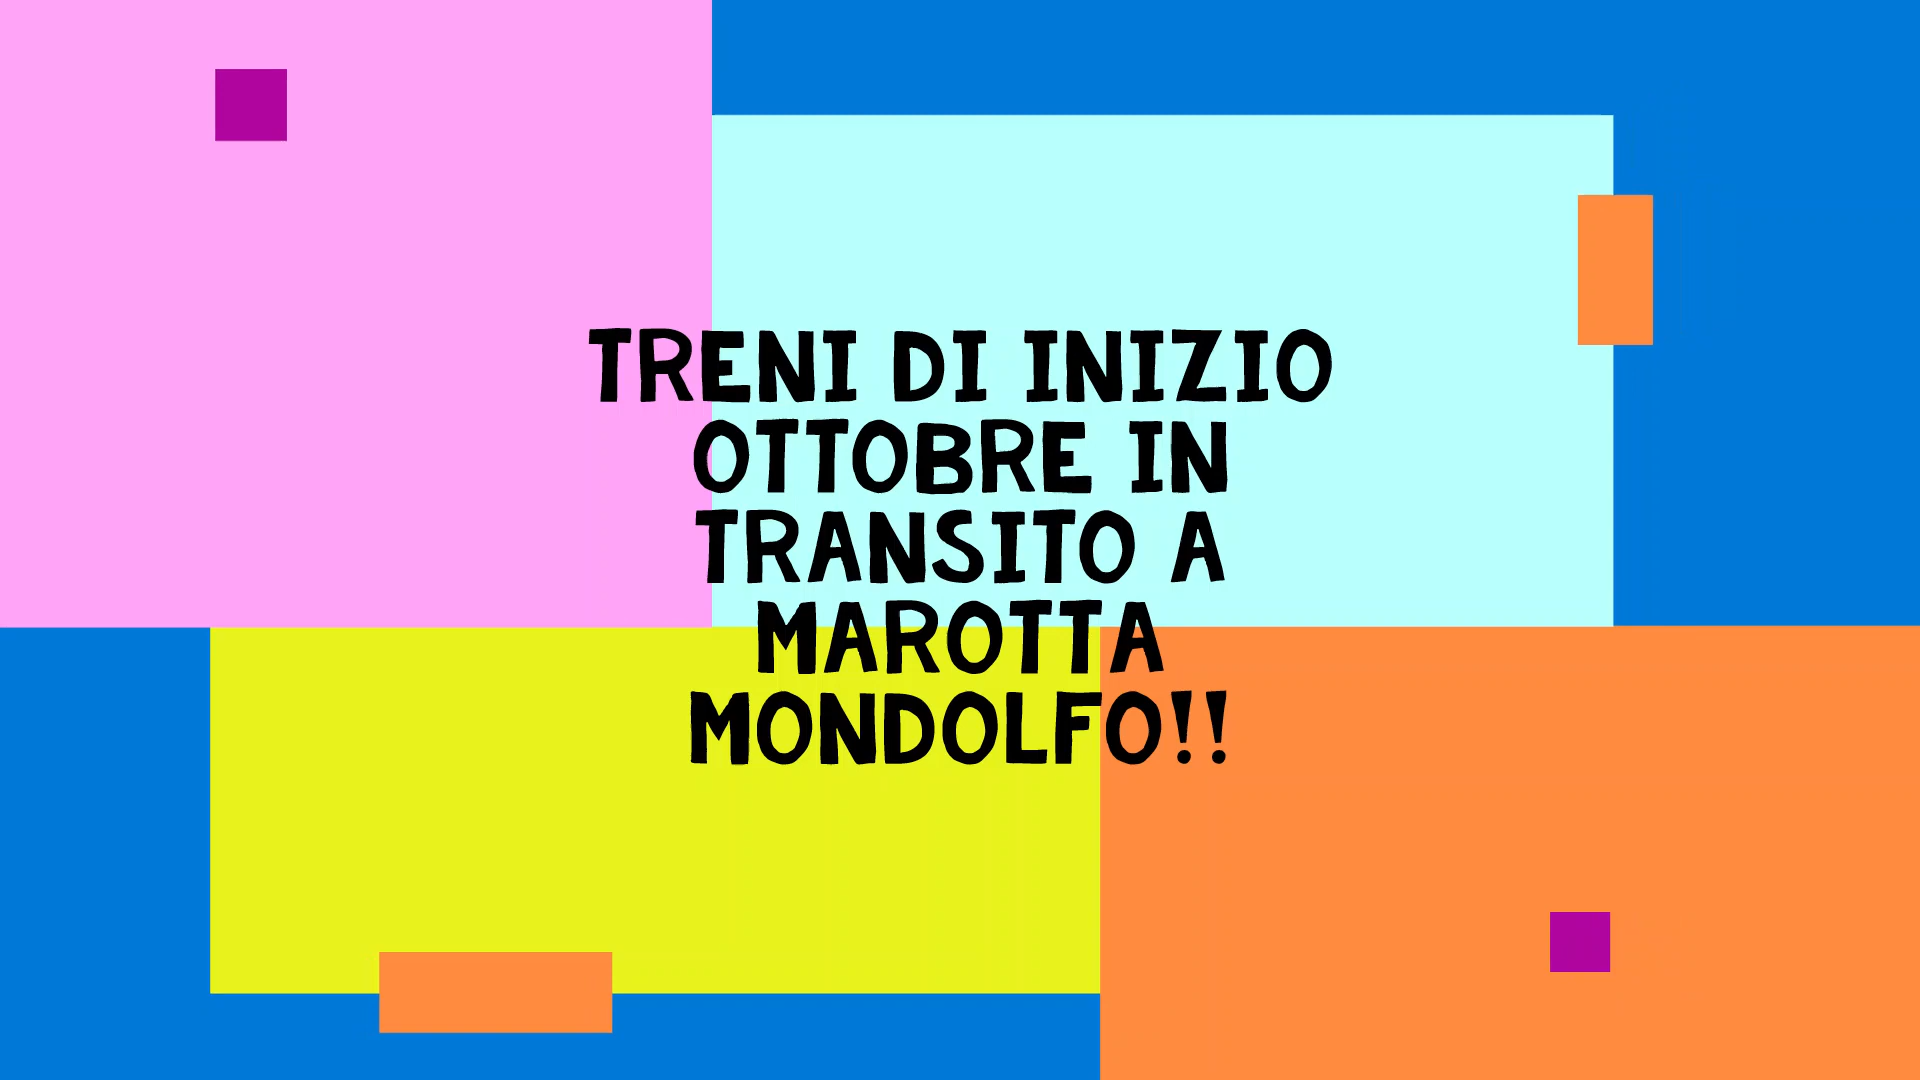 TRENI DI INIZIO
OTTOBRE IN
TRANSITO A
MAROTTA
MONDOLFO!!